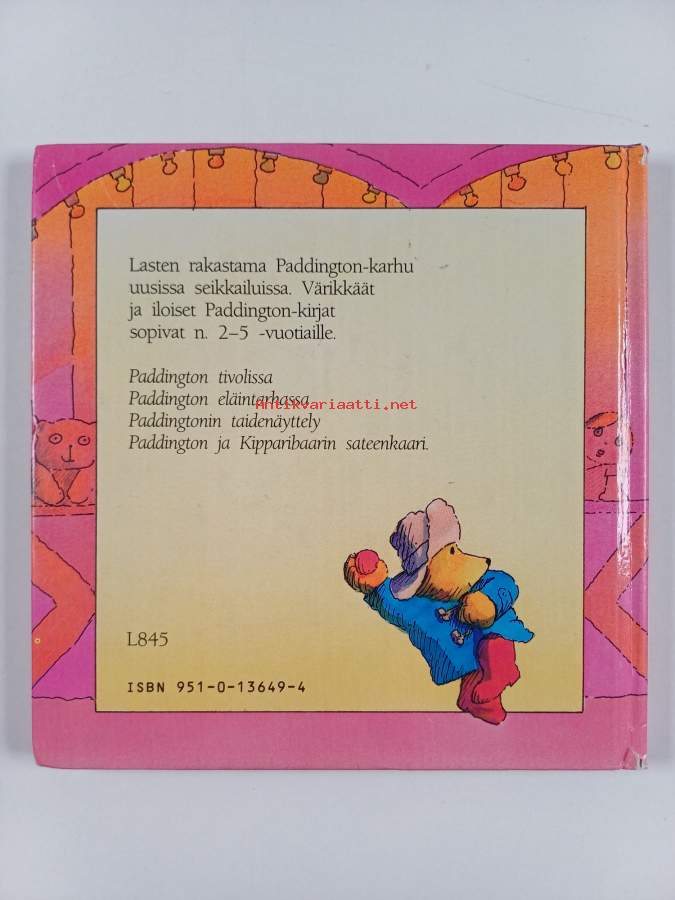 Lasten rakastama Paddington-karhu
uusissa seikkailuissa. Värikkäät
ja iloiset Paddington-kirjat
sopivat n. 2–5 -vuotiaille.
Paddington tivolissa
Paddington eläintarhassa
Antikvariaatti.net
Paddingtonin taidenäyttely
Paddington ja Kipparibaarin sateenkaari.
L845
ISBN 951-0-13649-4